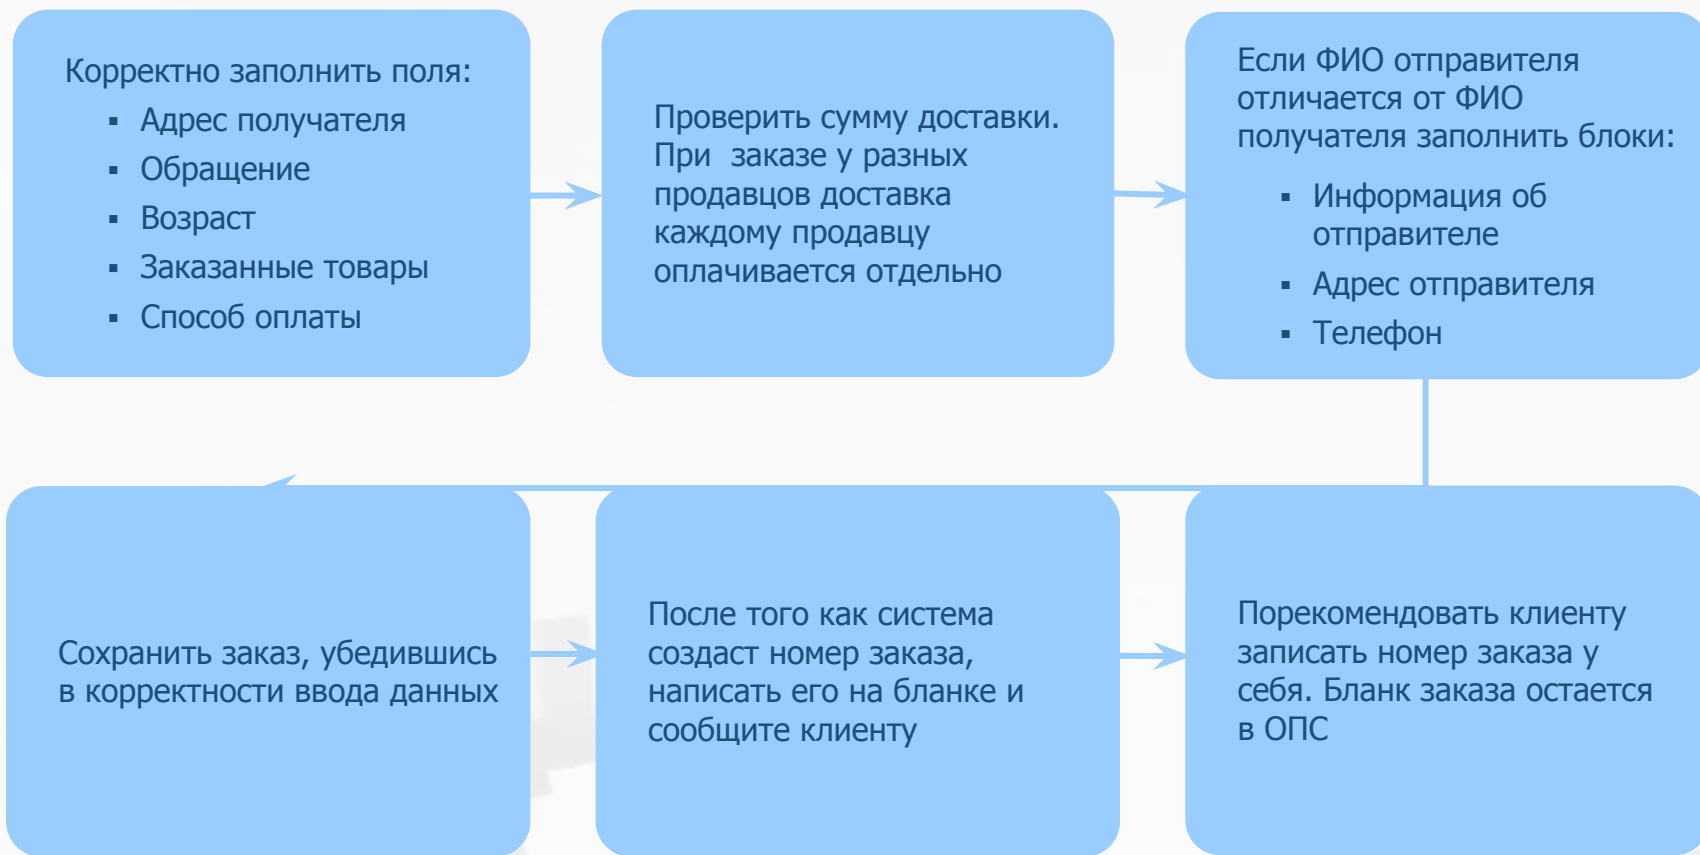 Корректно заполнить поля:
▪ Адрес получателя
▪ Обращение
▪ Возраст
▪ Заказанные товары
▪ Способ оплаты
Проверить сумму доставки.
При  заказе у разных
продавцов доставка
каждому продавцу
оплачивается отдельно
Если ФИО отправителя
отличается от ФИО
получателя заполнить блоки:
▪ Информация об
отправителе
▪ Адрес отправителя
▪ Телефон
Сохранить заказ, убедившись
в корректности ввода данных
После того как система
создаст номер заказа,
написать его на бланке и
сообщите клиенту
Порекомендовать клиенту
записать номер заказа у
себя. Бланк заказа остается
в ОПС